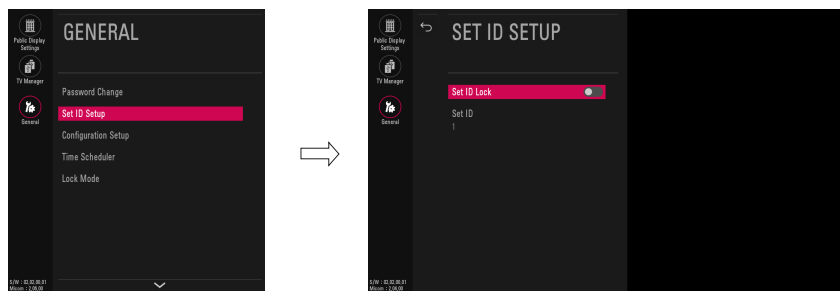 Public Display
Settings
TV Manager
General
S/W : 02.02.00.01
Micom : 2.06.00
GENERAL
Password Change
Set ID Setup
Configuration Setup
Time Scheduler
Lock Mode
Public Display
Settings
TV Manager
General
S/W : 02.02.00.01
Micom : 2.06.00
SET ID SETUP
Set ID Lock
Set ID
1